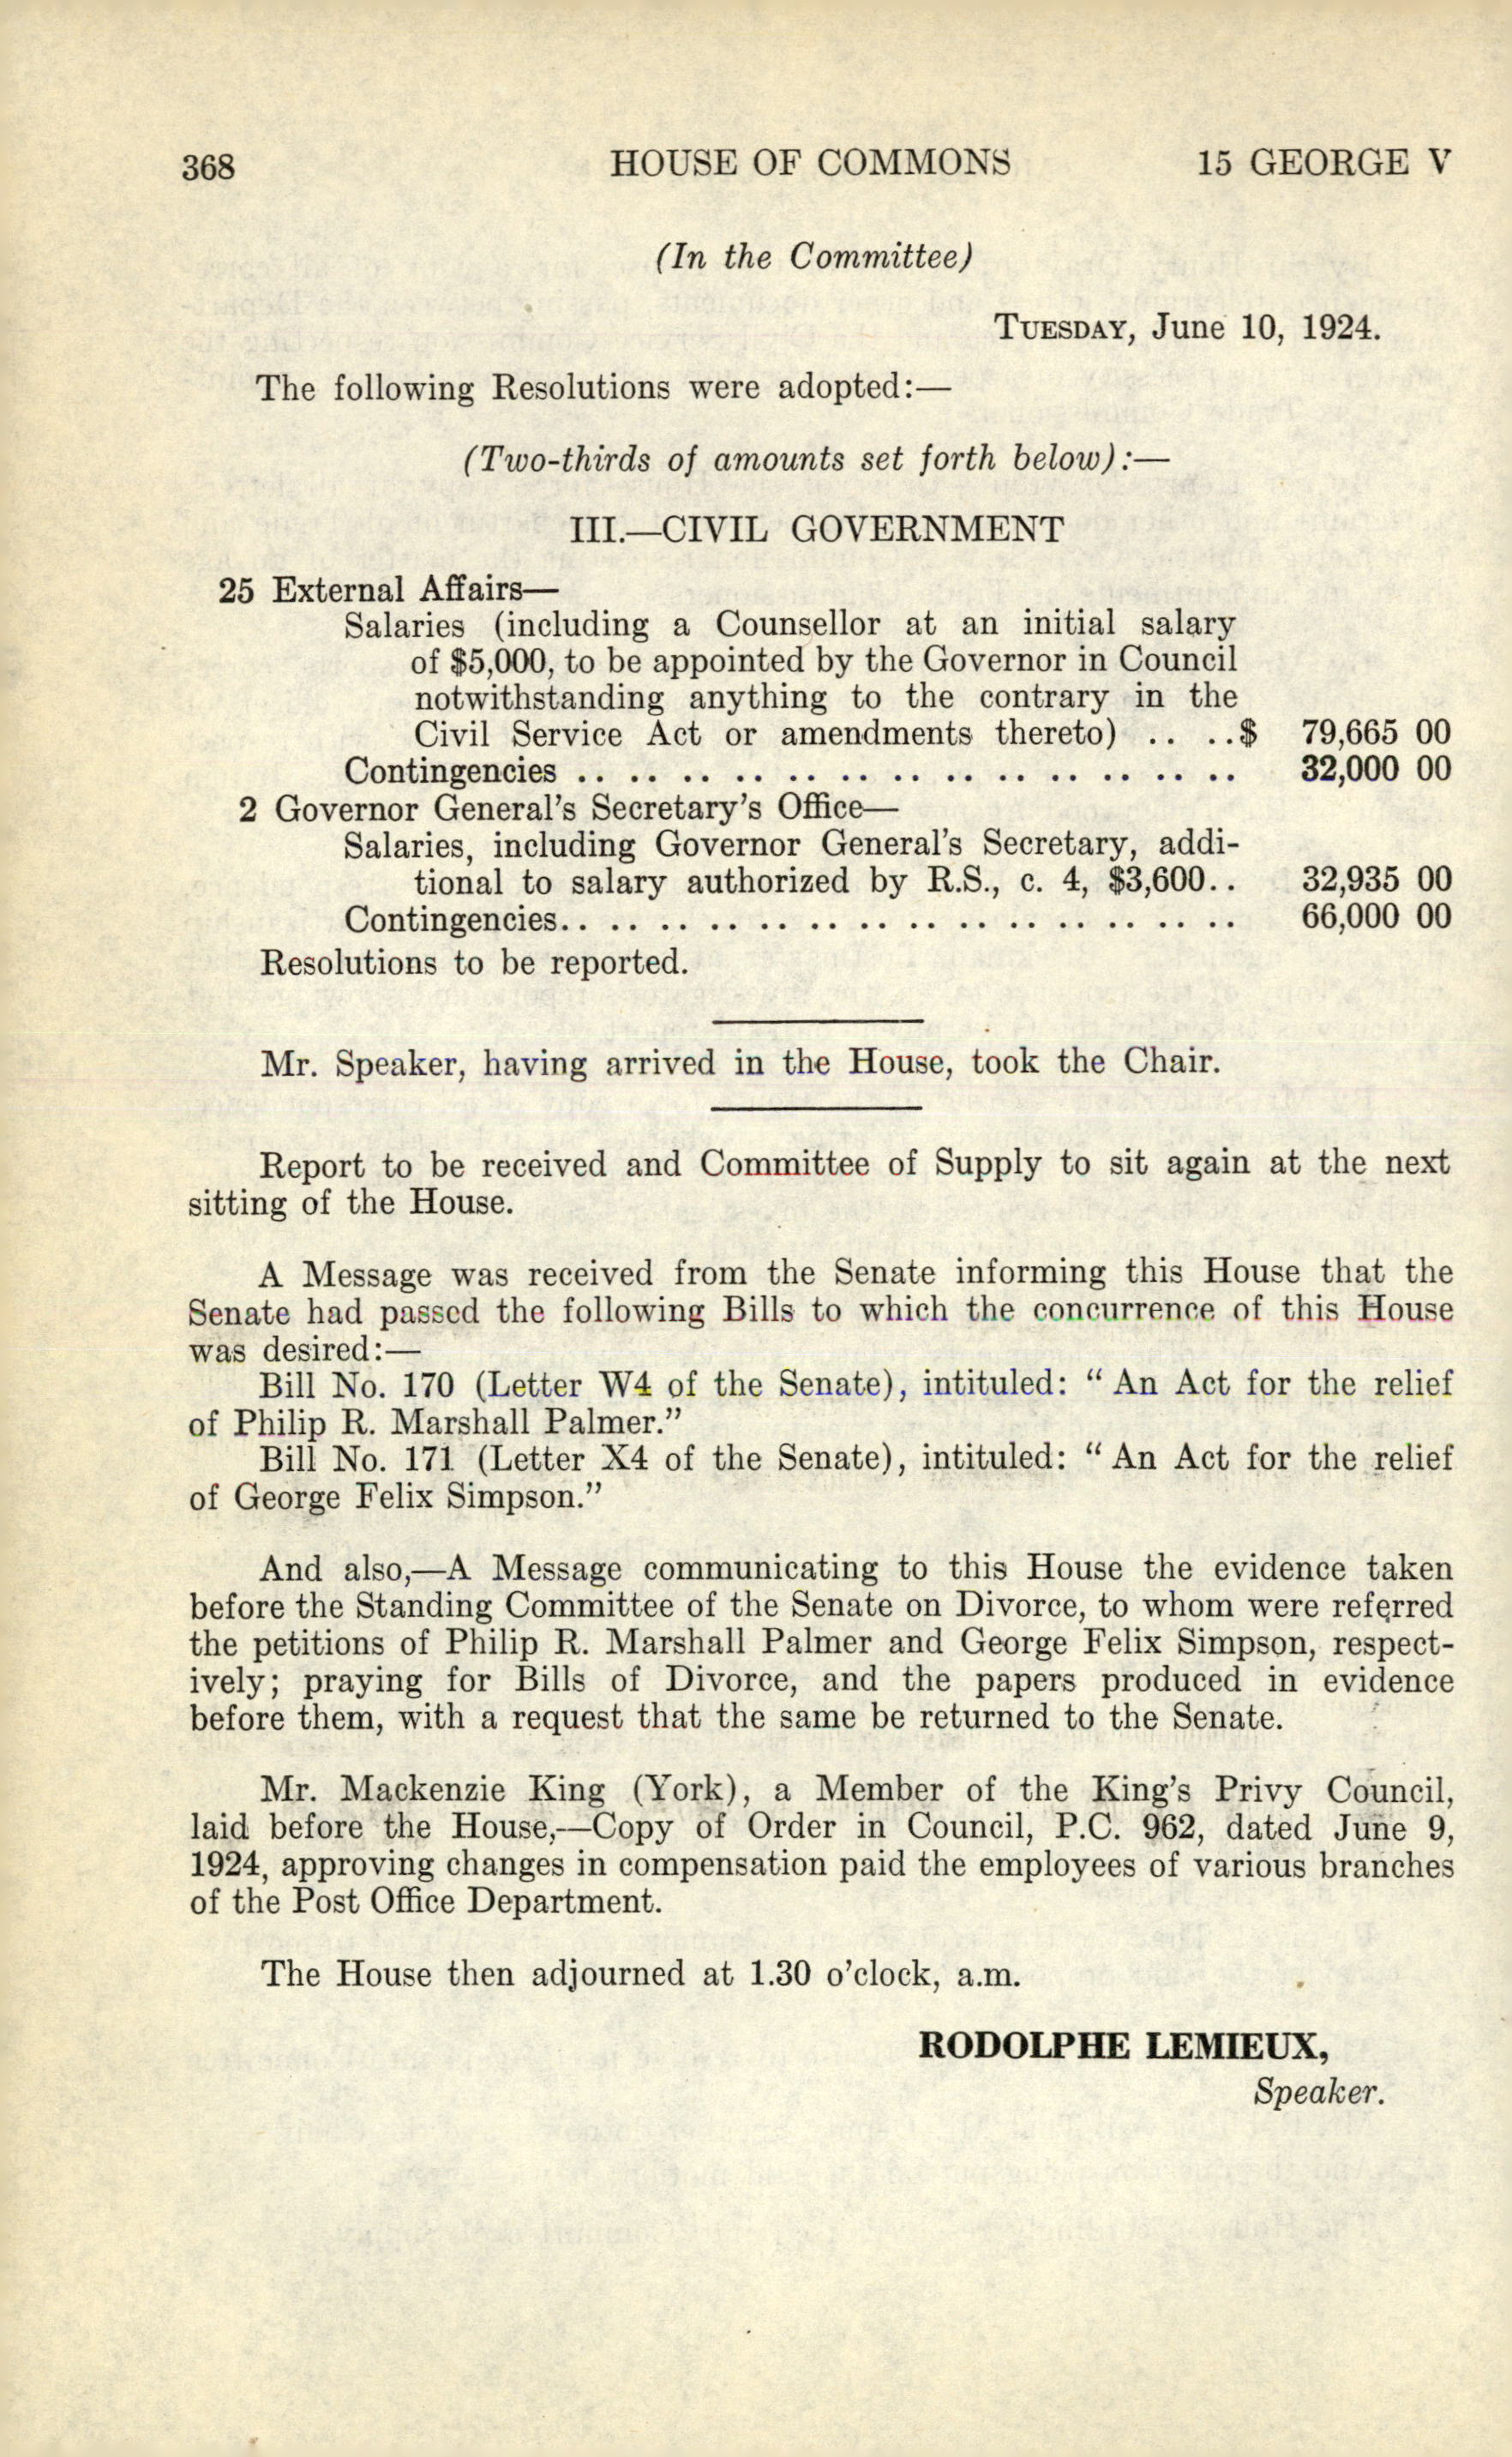 368 HOUSE OF COMMONS 15 GEORGE V
(In the Committee)
TUESDAY, June 10, 1924.
The following Resolutions were adopted:—
(Two-thirds of amounts set forth below):—
III.—CIVIL GOVERNMENT
25 External Affairs—
Salaries (including a Counsellor at an initial salary
of $5,000, to be appointed by the Governor in Council
notwithstanding anything to the contrary in the
Civil Service Act or amendments thereto) .. ..$ 79,665 00
Contingencies .. .. .. .. .. .. .. .. .. .. .. .. .. 32,000 00
2 Governor General's Secretary's Office—
Salaries, including Governor General's Secretary, addi-
tional to salary authorized by R.S., c. 4, $3,600.. 32,935 00
Contingencies.. .. .. .. .. .. .. .. .. .. .. .. .. .. 66,000 00
Resolutions to be reported.
Mr. Speaker, having arrived in the House, took the Chair.
Report to be received and Committee of Supply to sit again at the next
sitting of the House.
A Message was received from the Senate informing this House that the
Senate had passed the following Bills to which the concurrence of this House
was desired:—
Bill No. 170 (Letter W4 of the Senate), intituled: " An Act for the relief
of Philip R. Marshall Palmer."
Bill No. 171 (Letter X4 of the Senate), intituled: " An Act for the relief
of George Felix Simpson."
And also,—A Message communicating to this House the evidence taken
before the Standing Committee of the Senate on Divorce, to whom were referred
the petitions of Philip R. Marshall Palmer and George Felix Simpson, respect-
ively; praying for Bills of Divorce, and the papers produced in evidence
before them, with a request that the same be returned to the Senate.
Mr. Mackenzie King (York), a Member of the King's Privy Council,
laid before the House,—Copy of Order in Council, P.C. 962, dated June 9,
1924, approving changes in compensation paid the employees of various branches
of the Post Office Department.
The House then adjourned at 1.30 o'clock, a.m.
RODOLPHE LEMIEUX,
Speaker.